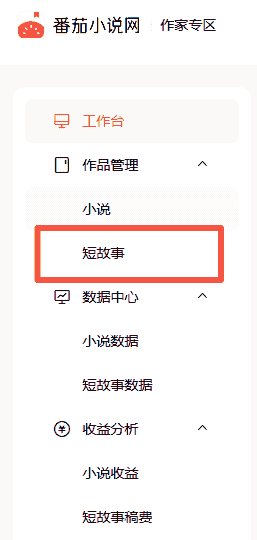 番茄小说网 作家专区
工作台
作品管理
小说
短故事
数据中心
小说数据
短故事数据
收益分析
小说收益
短故事稿费